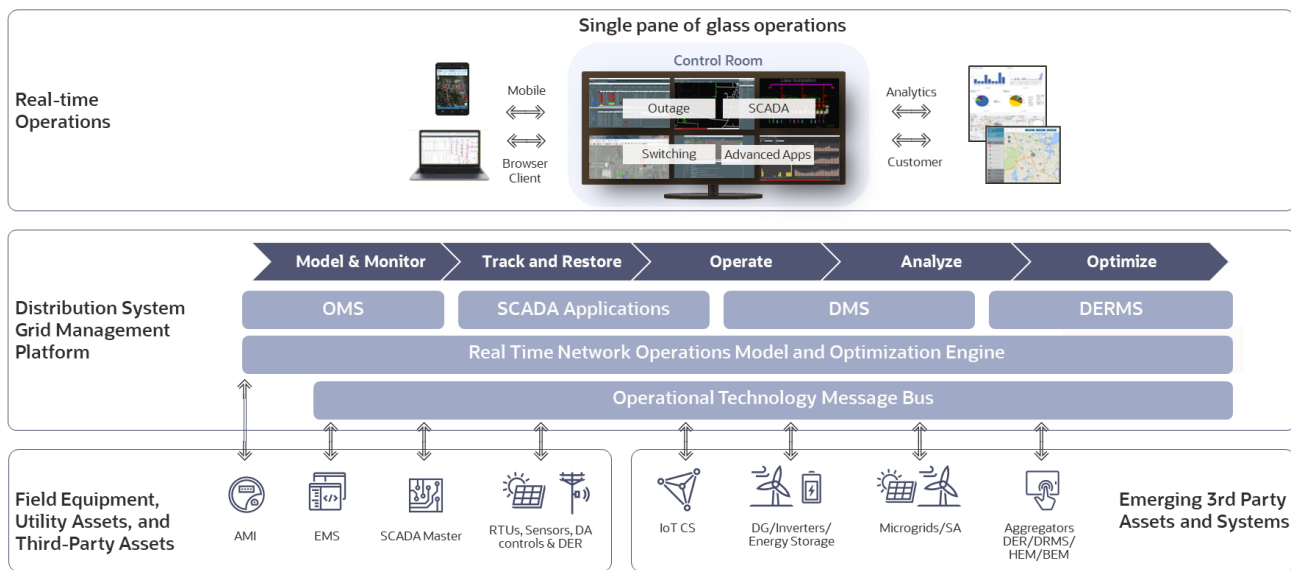 Single pane of glass operations
Control Room
Real-time
Operations
Mobile
Browser
Client
Outage
SCADA
Switching
Advanced Apps
Analytics
Customer
Model & Monitor
Track and Restore
Operate
Analyze
Optimize
Distribution System
Grid Management
Platform
OMS
SCADA Applications
DMS
DERMS
Real Time Network Operations Model and Optimization Engine
Operational Technology Message Bus
Field Equipment,
Utility Assets, and
Third-Party Assets
AMI
EMS
SCADA Master
RTUs, Sensors, DA
controls & DER
IoT CS
DG/Inverters/
Energy Storage
Microgrids/SA
Aggregators
DER/DRMS/
HEM/BEM
Emerging 3rd Party
Assets and Systems